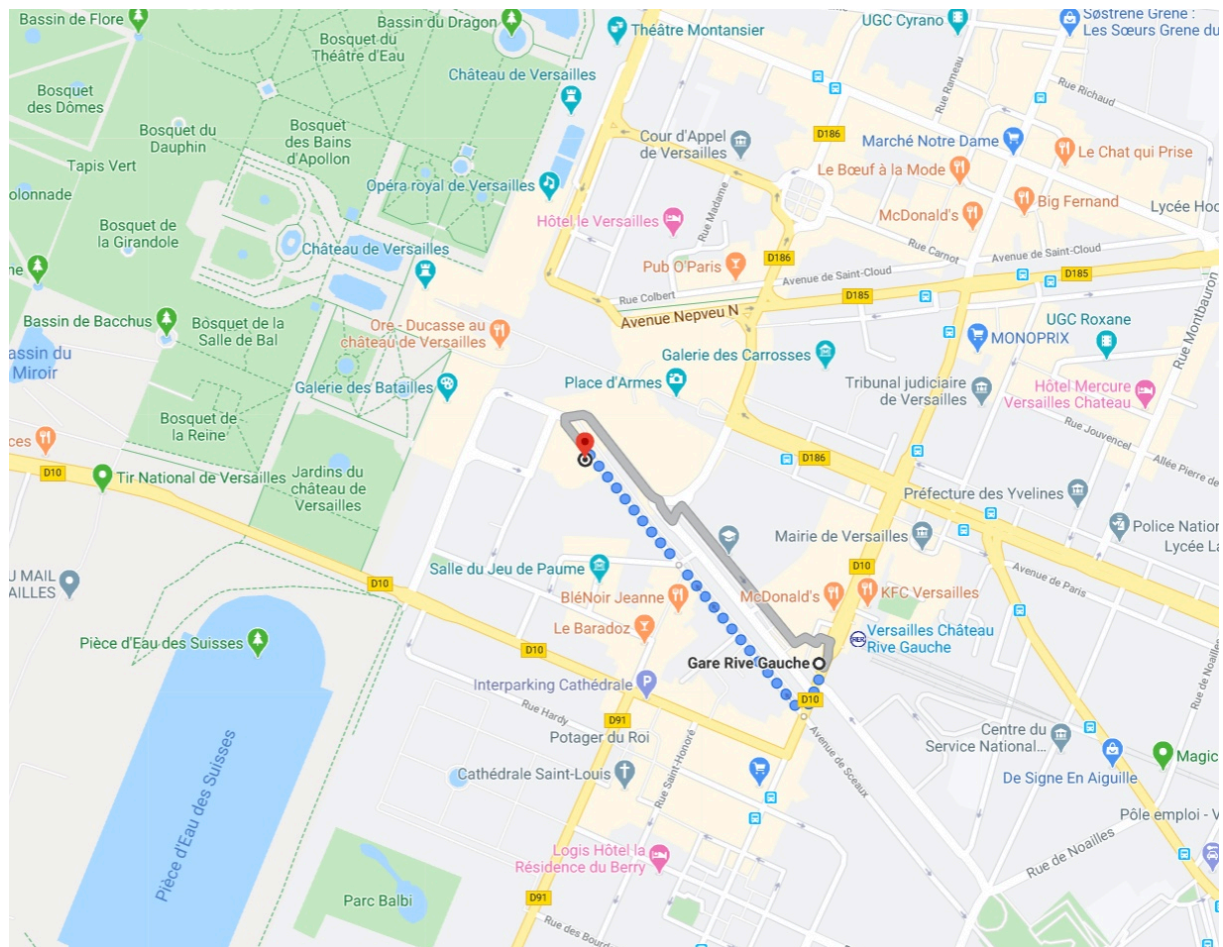 Bassin de Flore
Bassin du Dragon
UGC Cyrano
Søstrene Grene :
Les Sœurs Grene du
Bosquet du
Théâtre d'Eau
Théâtre Montansier
Château de Versailles
Rue Rameau
Rue Richaud
Bosquet
des Dômes
Bosquet du
Dauphin
Bosquet
des Bains
d'Apollon
Cour d'Appel
de Versailles
D186
Marché Notre Dame
Le Chat qui Prise
Tapis Vert
Le Bœuf à la Mode
olonnade
Opéra royal de Versailles
Rue Madame
Big Fernand
McDonald's
Lycée Hoc
Bosquet de
la Girandole
Hôtel le Versailles
Château de Versailles
Rue Carnot
Avenue de Saint-Cloud
ne
Pub O'Paris
D186
Avenue de Saint-Cloud
D185
Rue Colbert
D185
Avenue Nepveu N
Bassin de Bacchus
Bosquet de la
Salle de Bal
Ore - Ducasse au
château de Versailles
UGC Roxane
Rue Montbauron
MONOPRIX
assin du
Miroir
Galerie des Carrosses
Galerie des Batailles
Place d'Armes
Tribunal judiciaire
de Versailles
Hôtel Mercure
Versailles Chateau
Bosquet de
la Reine
Rue Jouvencel
ces
D10
D186
Allée Pierre de
Tir National de Versailles
Jardins du
château de
Versailles
Préfecture des Yvelines
Police Nation
Mairie de Versailles
Lycée La
Salle du Jeu de Paume
D10
Avenue de Paris
U MAIL
AILLES
D10
BléNoir Jeanne
McDonald's
KFC Versailles
Le Baradoz
Pièce d'Eau des Suisses
RER
Versailles Château
Rive Gauche
D10
Gare Rive Gauche
Rue de Noailles
Interparking Cathédrale
D10
Rue Hardy
D91
Potager du Roi
Avenue de Sceaux
Centre du
Service National...
Rue Saint-Honoré
Magic
De Signe En Aiguille
Cathédrale Saint-Louis
Pièce d'Eau des Suisses
Pôle emploi - V
Rue de Noailles
Logis Hôtel la
Résidence du Berry
Parc Balbi
D91
Rue des Bourd